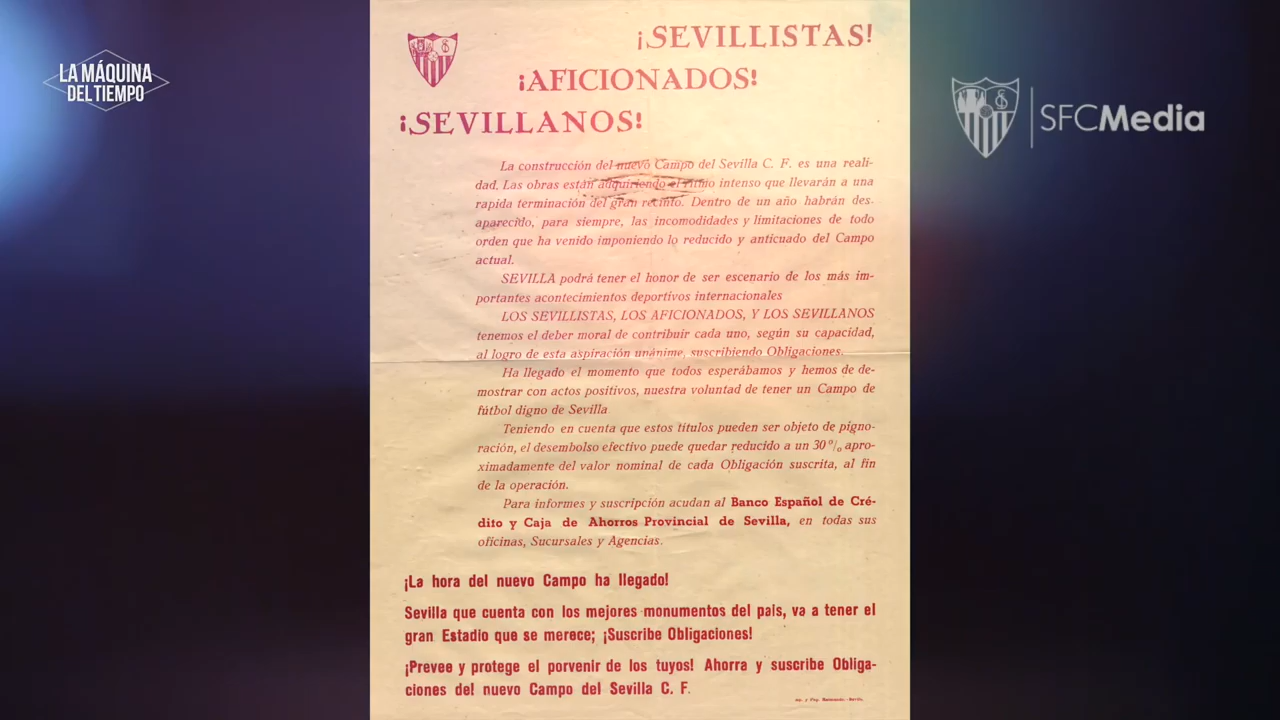 LA MÁQUINA
DEL TIEMPO
SFCMedia
¡SEVILLISTAS!
¡AFICIONADOS!
¡SEVILLANOS!
La construcción del nuevo Campo del Sevilla C. F. es una reali-
dad. Las obras están adquiriendo el ritmo intenso que llevarán a una
rapida terminación del gran recinto. Dentro de un año habrán des-
aparecido, para siempre, las incomodidades y limitaciones de todo
orden que ha venido imponiendo lo reducido y anticuado del Campo
actual.
SEVILLA podrá tener el honor de ser escenario de los más im-
portantes acontecimientos deportivos internacionales
LOS SEVILLISTAS, LOS AFICIONADOS, Y LOS SEVILLANOS
tenemos el deber moral de contribuir cada uno, según su capacidad,
al logro de esta aspiración unánime, suscribiendo Obligaciones.
Ha llegado el momento que todos esperábamos y hemos de de-
mostrar con actos positivos, nuestra voluntad de tener un Campo de
fútbol digno de Sevilla
Teniendo en cuenta que estos títulos pueden ser objeto de pigno-
ración, el desembolso efectivo puede quedar reducido a un 30 % apro-
ximadamente del valor nominal de cada Obligación suscrita, al fin
de la operación.
Para informes y suscripción acudan al Banco Español de Cré-
dito y Caja de Ahorros Provincial de Sevilla, en todas sus
oficinas, Sucursales y Agencias.
¡La hora del nuevo Campo ha llegado!
Sevilla que cuenta con los mejores monumentos del pais, va a tener el
gran Estadio que se merece; ¡Suscribe Obligaciones!
¡Prevee y protege el porvenir de los tuyos! Ahorra y suscribe Obliga-
ciones del nuevo Campo del Sevilla C. F.